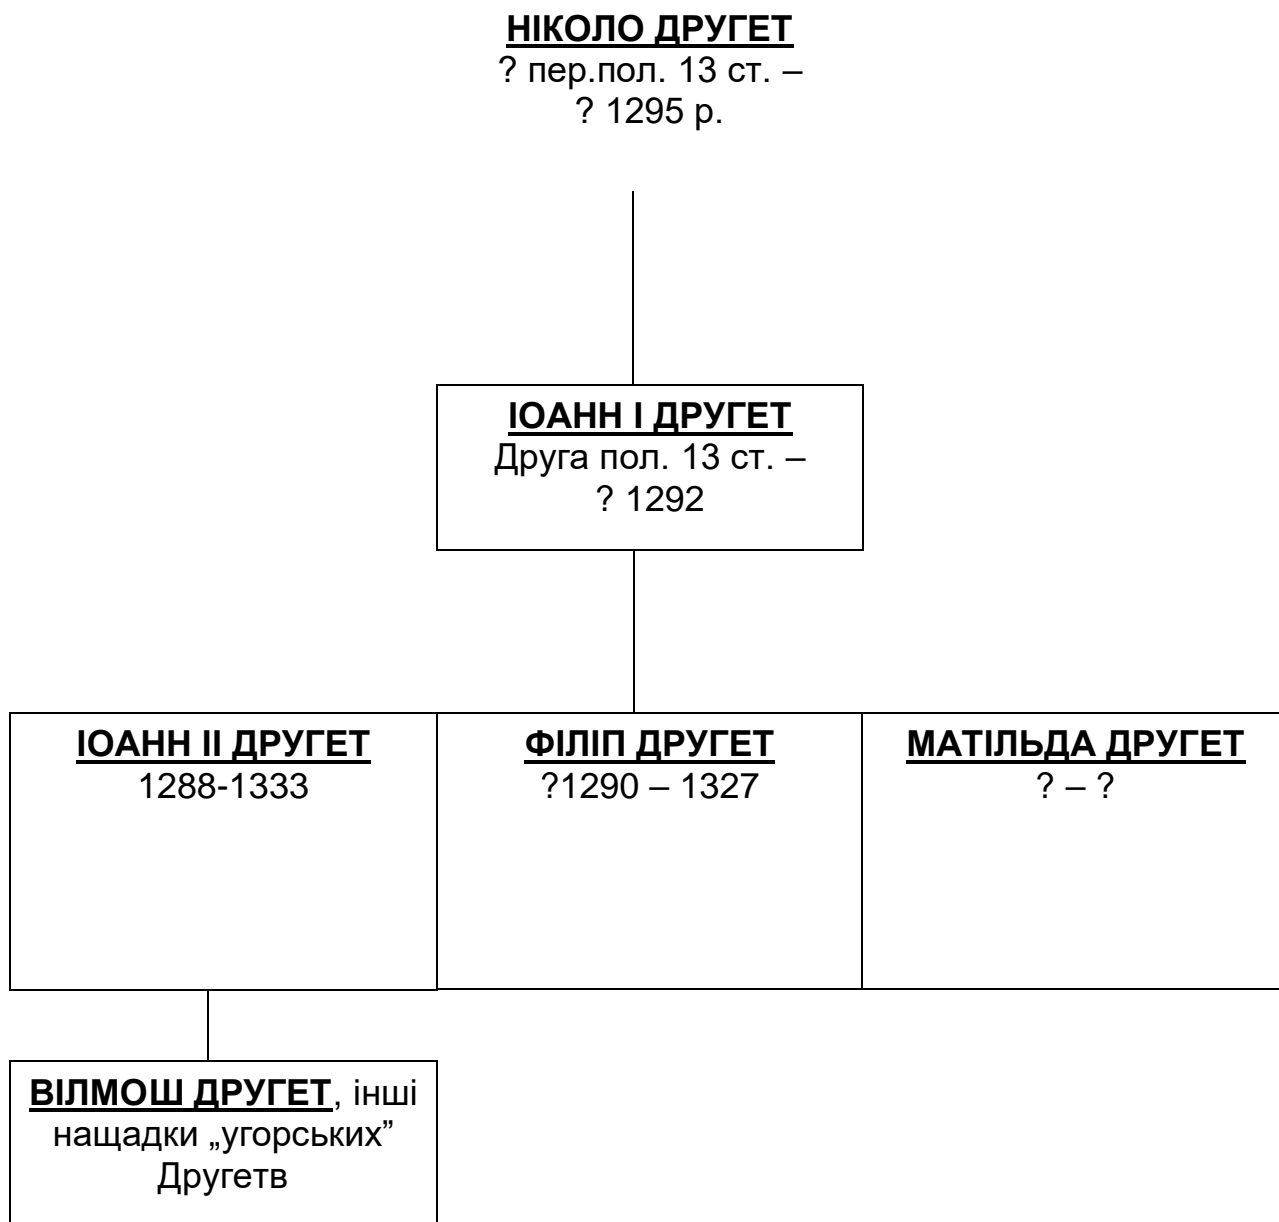 НІКОЛО ДРУГЕТ
? пер.пол. 13 ст. –
? 1295 р.
ІОАНН І ДРУГЕТ
Друга пол. 13 ст. –
? 1292
ІОАНН ІІ ДРУГЕТ
1288-1333
ФІЛІП ДРУГЕТ
?1290 – 1327
МАТІЛЬДА ДРУГЕТ
? – ?
ВІЛМОШ ДРУГЕТ, інші
нащадки „угорських”
Другетв